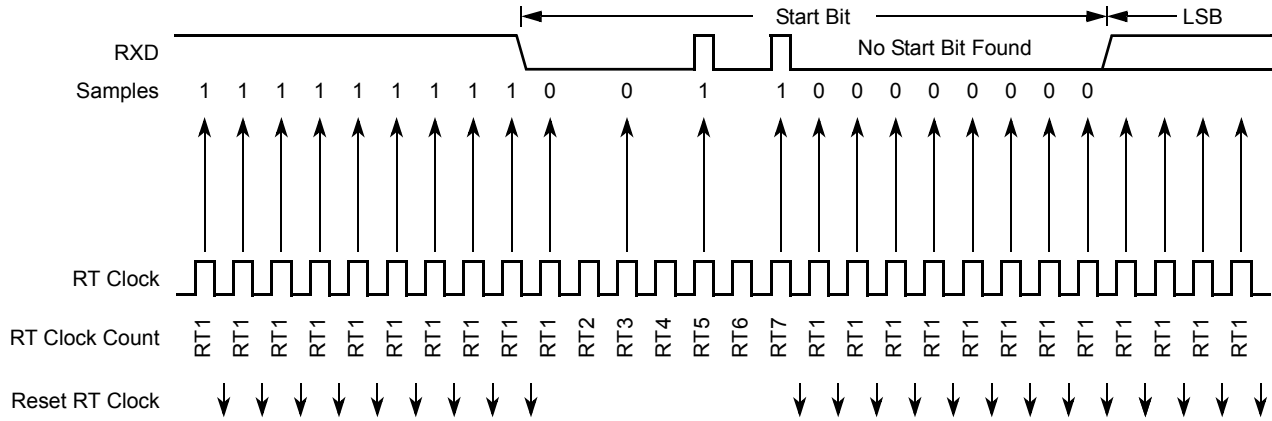 Start Bit LSB
RXD No Start Bit Found
Samples 1 1 1 1 1 1 1 1 1 0 0 1 1 0 0 0 0 0 0 0 0
RT Clock
RT Clock Count RT1 RT1 RT1 RT1 RT1 RT1 RT1 RT1 RT1 RT1 RT2 RT3 RT4 RT5 RT6 RT7 RT1 RT1 RT1 RT1 RT1 RT1 RT1 RT1 RT1 RT1 RT1 RT1
Reset RT Clock